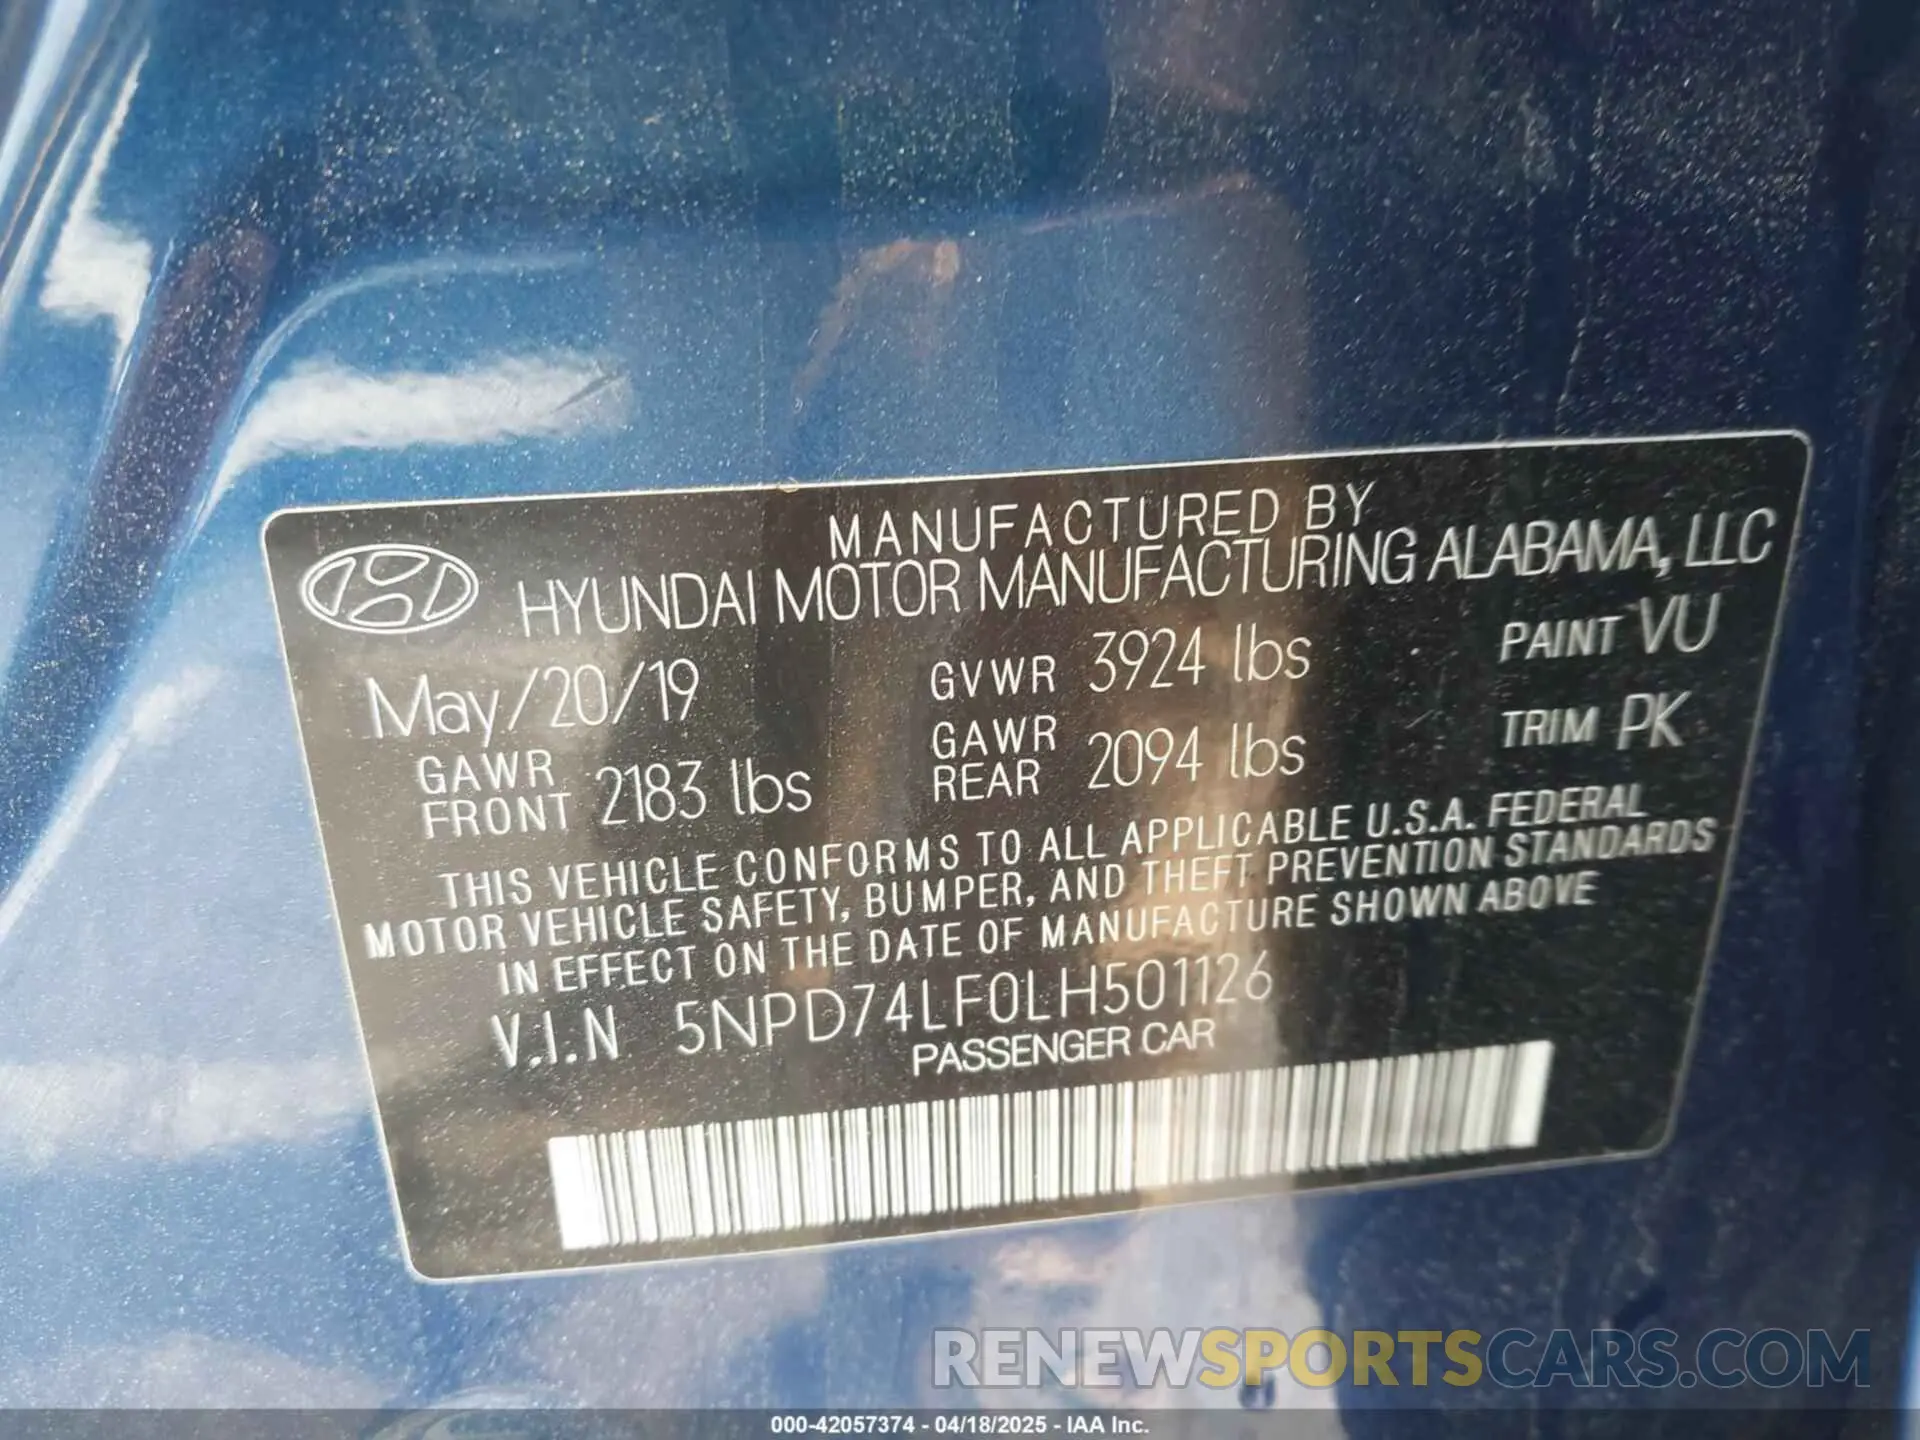 MANUFACTURED BY
HYUNDAI MOTOR MANUFACTURING ALABAMA, LLC
May/20/19 GVWR 3924 lbs PAINT VU
GAWR FRONT 2183 lbs GAWR REAR 2094 lbs TRIM PK
THIS VEHICLE CONFORMS TO ALL APPLICABLE U.S.A. FEDERAL
MOTOR VEHICLE SAFETY, BUMPER, AND THEFT PREVENTION STANDARDS
IN EFFECT ON THE DATE OF MANUFACTURE SHOWN ABOVE
V.I.N 5NPD74LF0LH501126
PASSENGER CAR
RENEWSPORTSCARS.COM
000-42057374 - 04/18/2025 - IAA Inc.